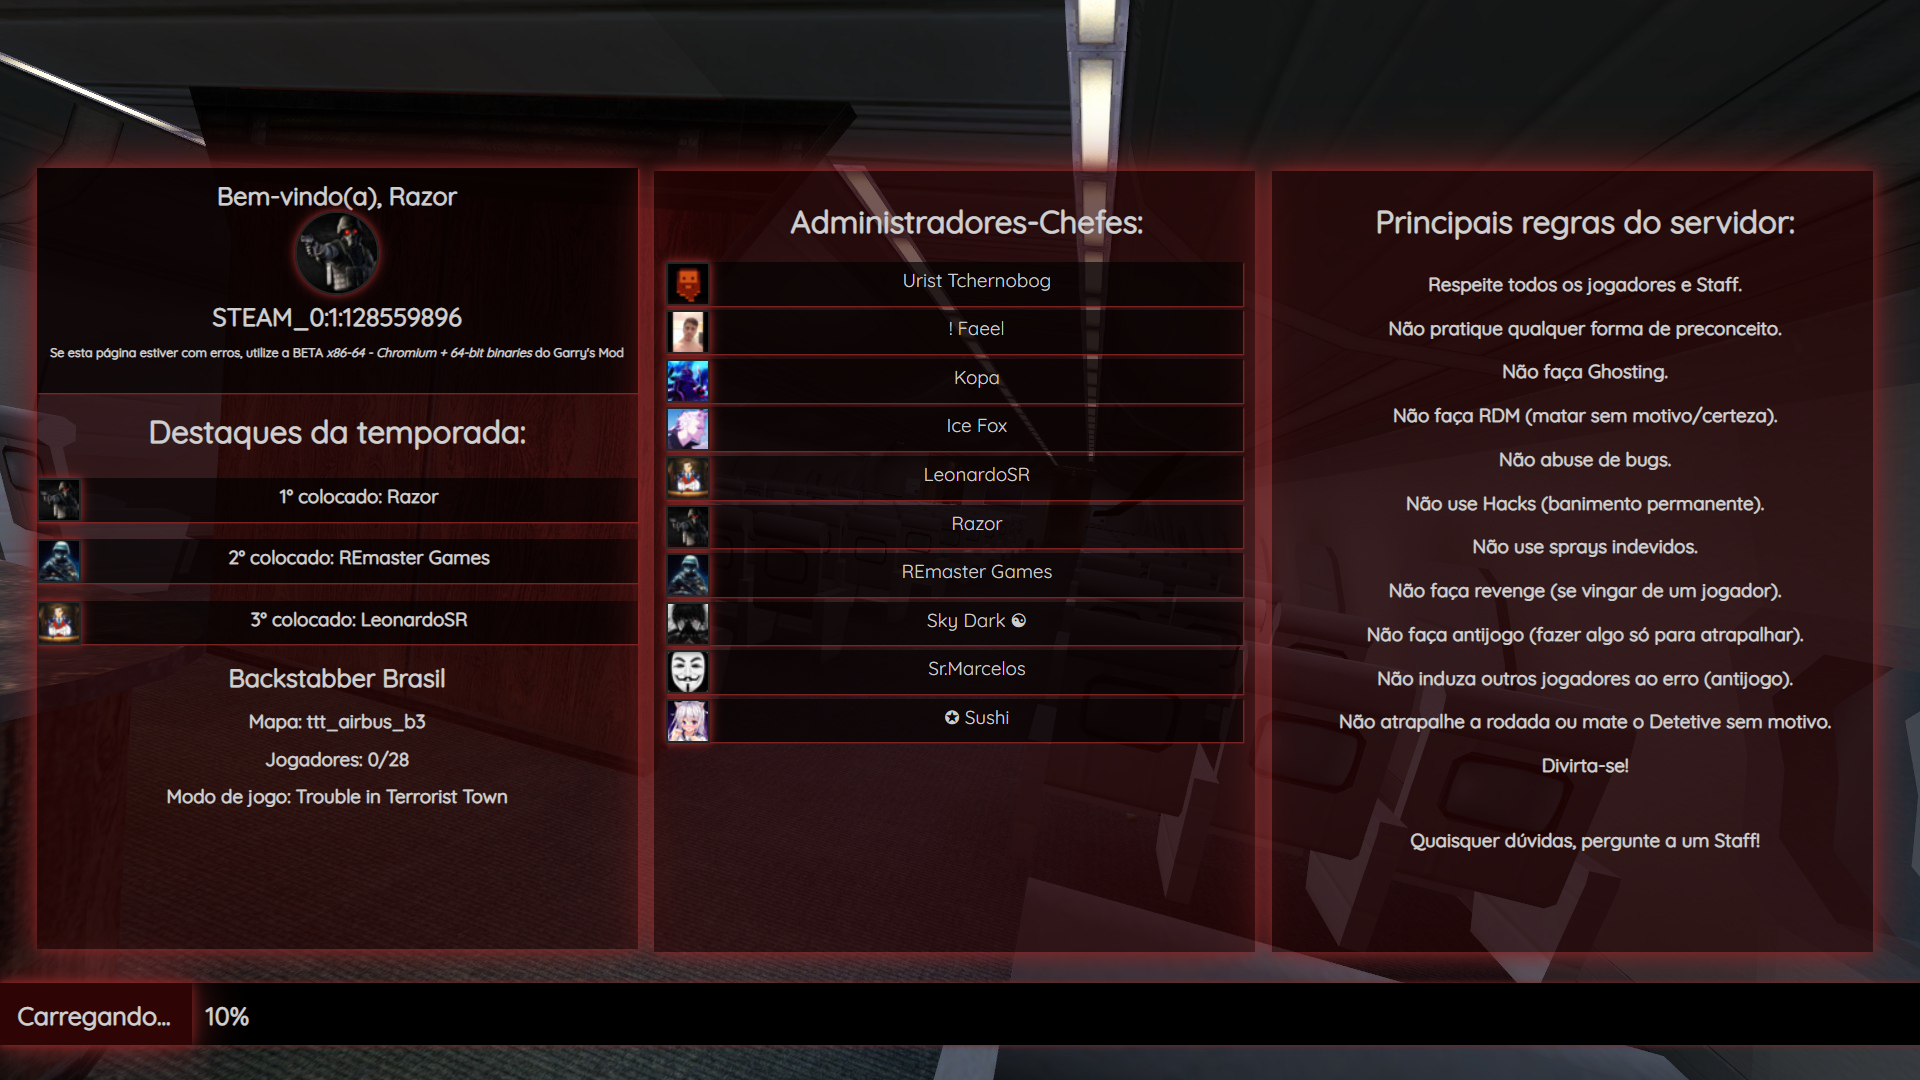 Bem-vindo(a), Razor
STEAM_0:1:128559896
Se esta página estiver com erros, utilize a BETA x86-64 - Chromium + 64-bit binaries do Garry's Mod
Destaques da temporada:
1º colocado: Razor
2º colocado: REmaster Games
3º colocado: LeonardoSR
Backstabber Brasil
Mapa: ttt_airbus_b3
Jogadores: 0/28
Modo de jogo: Trouble in Terrorist Town
Administradores-Chefes:
Urist Tchernobog
! Faeel
Kopa
Ice Fox
LeonardoSR
Razor
REmaster Games
Sky Dark ☯
Sr.Marcelos
✪ Sushi
Principais regras do servidor:
Respeite todos os jogadores e Staff.
Não pratique qualquer forma de preconceito.
Não faça Ghosting.
Não faça RDM (matar sem motivo/certeza).
Não abuse de bugs.
Não use Hacks (banimento permanente).
Não use sprays indevidos.
Não faça revenge (se vingar de um jogador).
Não faça antijogo (fazer algo só para atrapalhar).
Não induza outros jogadores ao erro (antijogo).
Não atrapalhe a rodada ou mate o Detetive sem motivo.
Divirta-se!
Quaisquer dúvidas, pergunte a um Staff!
Carregando... 10%